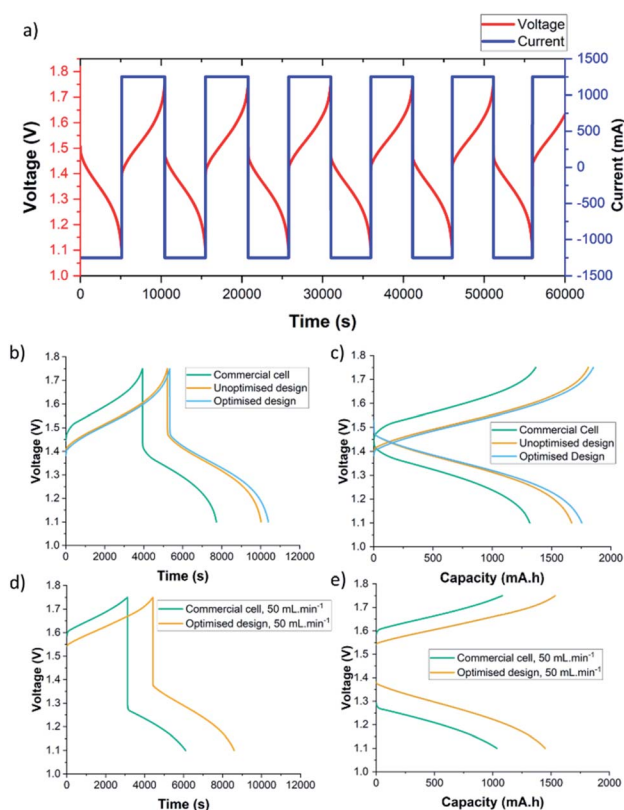 a)
Voltage
Current
1.8
1.7
1.6
1.5
1.4
1.3
1.2
1.1
1.0
Voltage (V)
1500
1250
1000
750
500
250
0
-250
-500
-750
-1000
-1250
-1500
Currrent (mA)
0 10000 20000 30000 40000 50000 60000
Time (s)
b)
1.8
1.7
1.6
1.5
1.4
1.3
1.2
1.1
1.0
Voltage (V)
Commercial cell
Unoptimised design
Optimised design
0 2000 4000 6000 8000 10000 12000
Time (s)
c)
1.8
1.7
1.6
1.5
1.4
1.3
1.2
1.1
1.0
Voltage (V)
Commercial Cell
Unoptimised design
Optimised Design
0 500 1000 1500 2000
Capacity (mA.h)
d)
1.8
1.7
1.6
1.5
1.4
1.3
1.2
1.1
1.0
Voltage (V)
Commercial cell, 50 mL.min⁻¹
Optimised design, 50 mL.min⁻¹
0 2000 4000 6000 8000 10000 12000
Time (s)
e)
1.8
1.7
1.6
1.5
1.4
1.3
1.2
1.1
1.0
Voltage (V)
Commercial cell, 50 mL.min⁻¹
Optimised design, 50 mL.min⁻¹
0 500 1000 1500 2000
Capacity (mA.h)